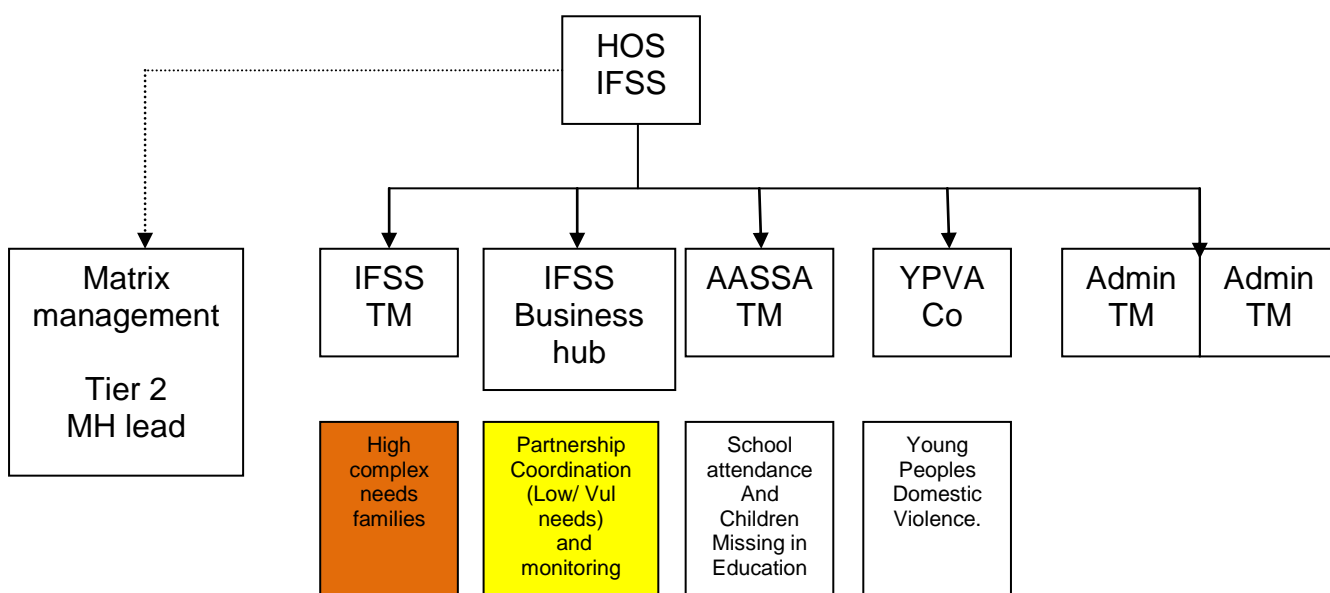 HOS
IFSS
Matrix
management
Tier 2
MH lead
IFSS
TM
IFSS
Business
hub
AASSA
TM
YPVA
Co
Admin
TM
Admin
TM
High
complex
needs
families
Partnership
Coordination
(Low/ Vul
needs)
and
monitoring
School
attendance
And
Children
Missing in
Education
Young
Peoples
Domestic
Violence.